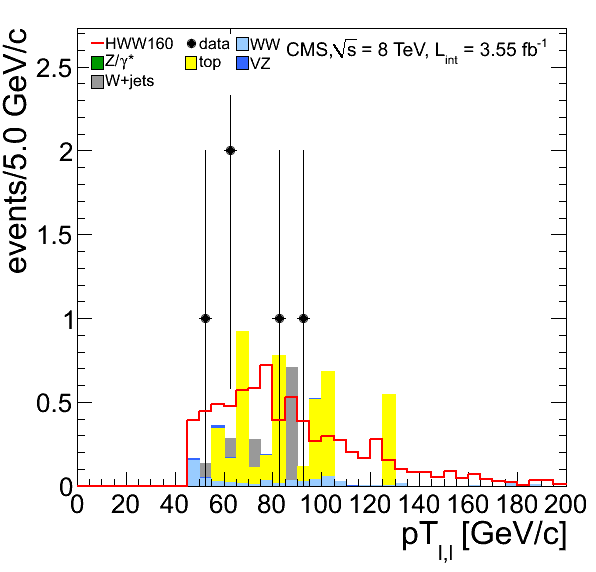 events/5.0 GeV/c
HWW160
data
WW
Z/γ*
top
VZ
W+jets
CMS,√s = 8 TeV, Lint = 3.55 fb-1
2.5
2
1.5
1
0.5
0
0 20 40 60 80 100 120 140 160 180 200
pTl,l [GeV/c]